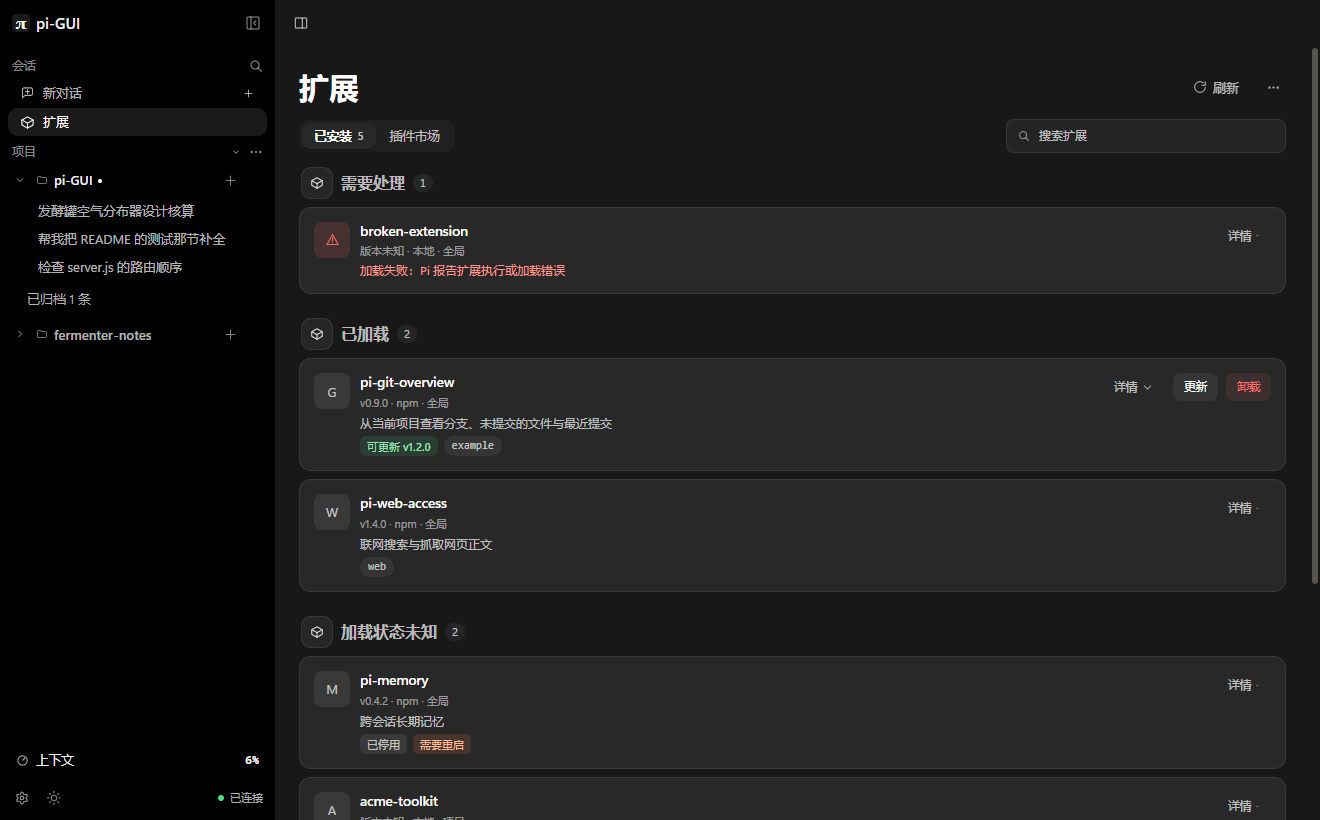 π pi-GUI
会话
新对话
扩展
项目
pi-GUI
发酵罐空气分布器设计核算
帮我把 README 的测试那节补全
检查 server.js 的路由顺序
已归档 1 条
fermenter-notes
上下文 6%
已连接
扩展
刷新
已安装 5 插件市场
搜索扩展
需要处理 1
broken-extension
版本未知 · 本地 · 全局
加载失败：Pi 报告扩展执行或加载错误
详情
已加载 2
G
pi-git-overview
v0.9.0 · npm · 全局
从当前项目查看分支、未提交的文件与最近提交
可更新 v1.2.0 example
详情 更新 卸载
W
pi-web-access
v1.4.0 · npm · 全局
联网搜索与抓取网页正文
web
详情
加载状态未知 2
M
pi-memory
v0.4.2 · npm · 全局
跨会话长期记忆
已停用 需要重启
详情
A
acme-toolkit
版本未知 · 本地 · 项目
详情